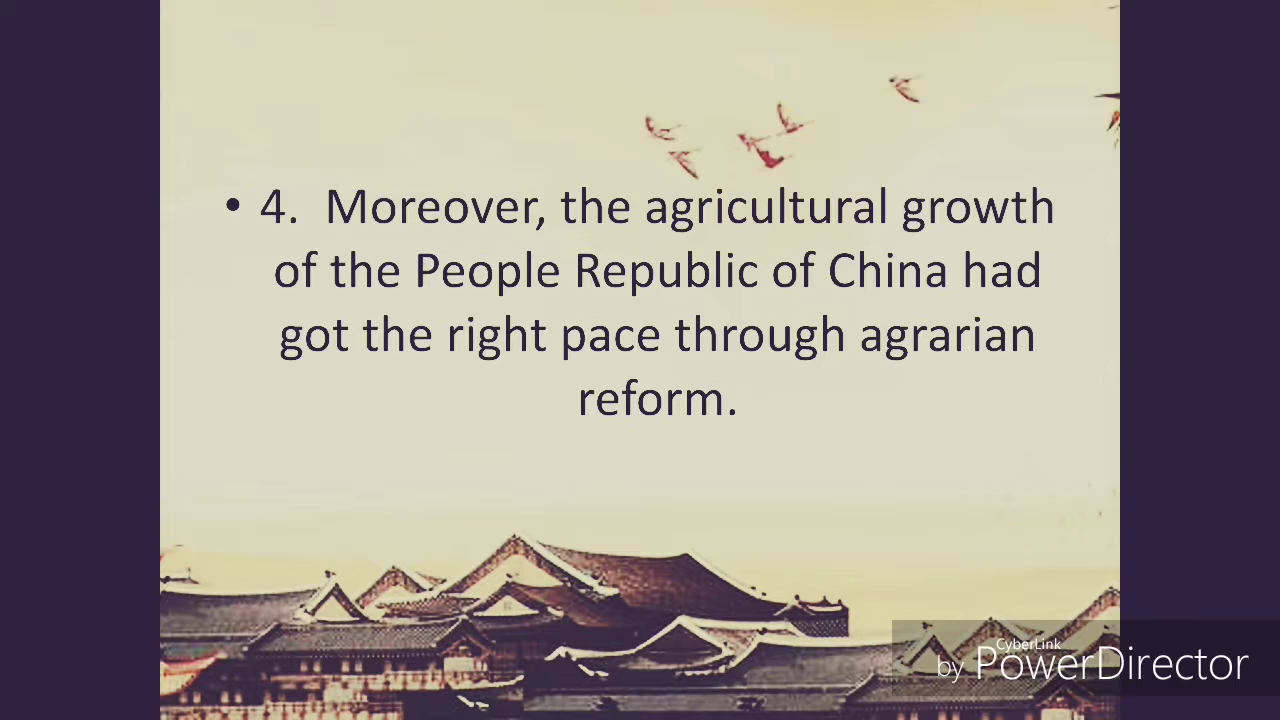 • 4. Moreover, the agricultural growth
of the People Republic of China had
got the right pace through agrarian
reform.
CyberLink
by PowerDirector